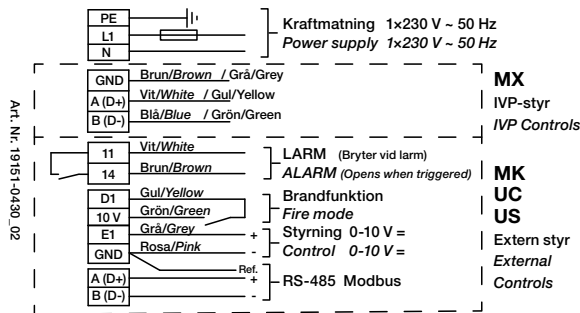 PE
L1
N
Kraftmatning 1×230 V ~ 50 Hz
Power supply 1×230 V ~ 50 Hz
GND Brun/Brown / Grå/Grey
A (D+) Vit/White / Gul/Yellow
B (D-) Blå/Blue / Grön/Green
MX
IVP-styr
IVP Controls
11 Vit/White
14 Brun/Brown
LARM (Bryter vid larm)
ALARM (Opens when triggered)
D1 Gul/Yellow
10 V Grön/Green
Brandfunktion
Fire mode
E1 Grå/Grey +
GND Rosa/Pink -
Styrning 0-10 V =
Control 0-10 V =
Ref.
A (D+) +
B (D-) -
RS-485 Modbus
MK
UC
US
Extern styr
External
Controls
Art. Nr. 19151-0430_02